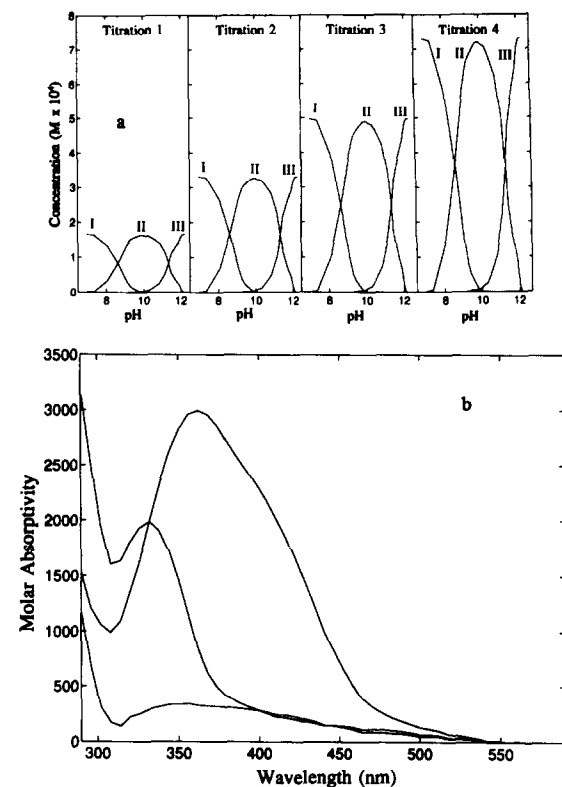 Titration 1 Titration 2 Titration 3 Titration 4
8
7
6
5
4
3
2
1
0
Concentration (M x 10⁴)
a
I II III
I II III
I II III
I II III
8 10 12
8 10 12
8 10 12
8 10 12
pH pH pH pH
3500
3000
2500
2000
1500
1000
500
0
Molar Absorptivity
b
300 350 400 450 500 550
Wavelength (nm)